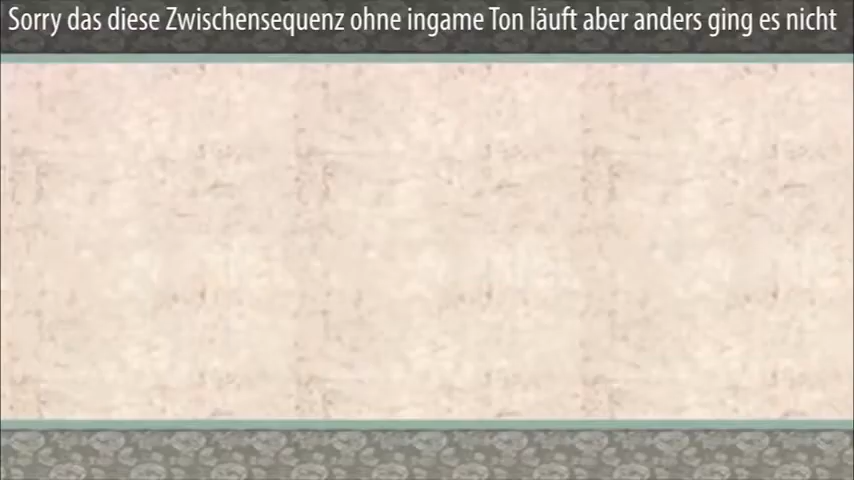 Sorry das diese Zwischensequenz ohne ingame Ton läuft aber anders ging es nicht